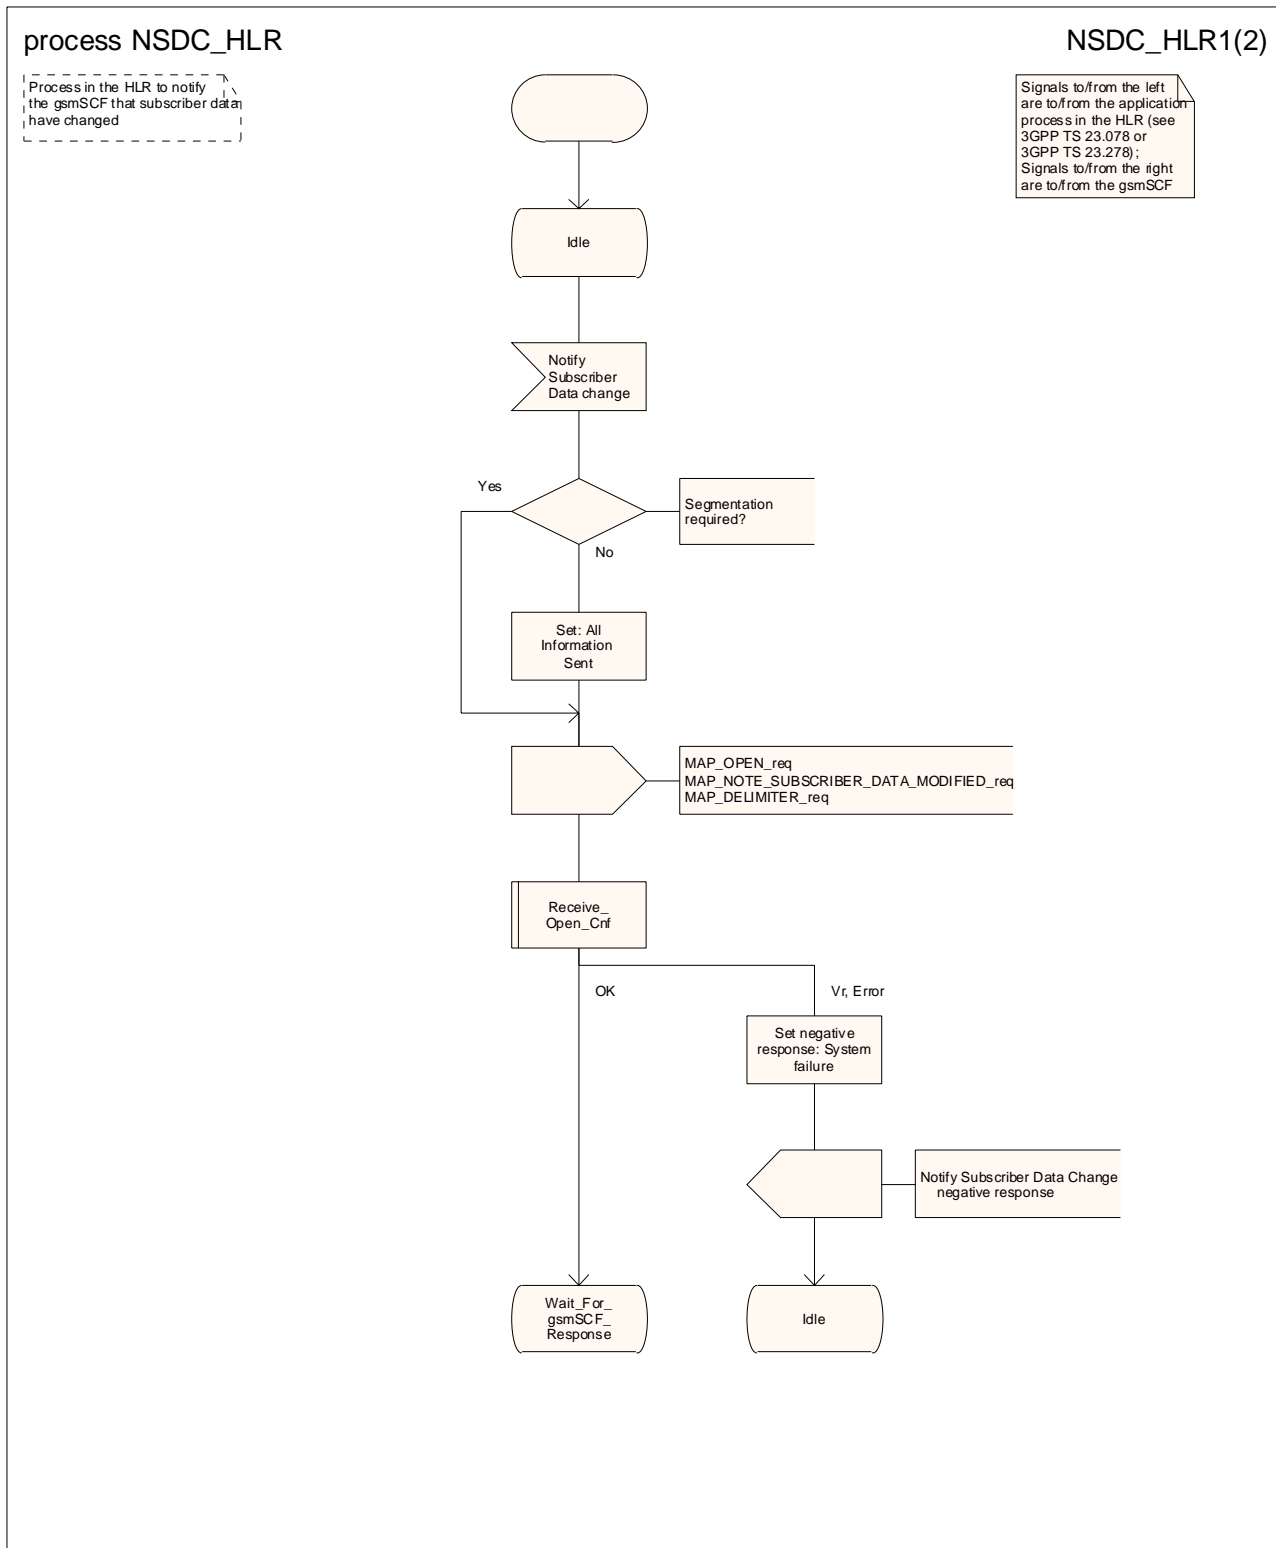 process NSDC_HLR
NSDC_HLR1(2)
Process in the HLR to notify
the gsmSCF that subscriber data
have changed
Signals to/from the left
are to/from the application
process in the HLR (see
3GPP TS 23.078 or
3GPP TS 23.278);
Signals to/from the right
are to/from the gsmSCF
Idle
Notify
Subscriber
Data change
Yes
Segmentation
required?
No
Set: All
Information
Sent
MAP_OPEN_req
MAP_NOTE_SUBSCRIBER_DATA_MODIFIED_req
MAP_DELIMITER_req
Receive_
Open_Cnf
OK
Vr, Error
Set negative
response: System
failure
Notify Subscriber Data Change
negative response
Wait_For_
gsmSCF_
Response
Idle